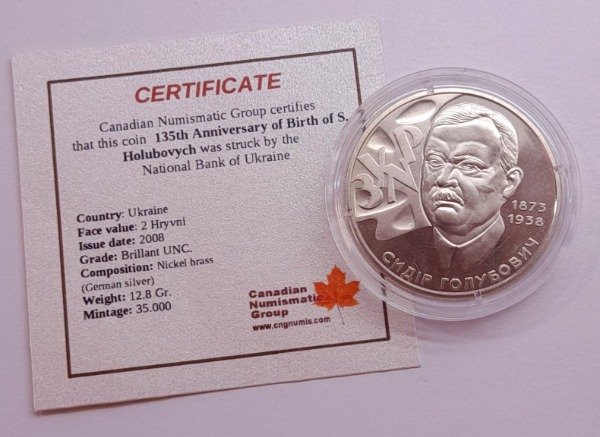 CERTIFICATE
Canadian Numismatic Group certifies
that this coin 135th Anniversary of Birth of S.
Holubovych was struck by the
National Bank of Ukraine
Country: Ukraine
Face value: 2 Hryvni
Issue date: 2008
Grade: Brillant UNC.
Composition: Nickel brass
(German silver)
Weight: 12.8 Gr.
Mintage: 35.000
Canadian
Numismatic
Group
www.cngnumis.com
ЗУНР
1873
1938
СИДІР ГОЛУБОВИЧ